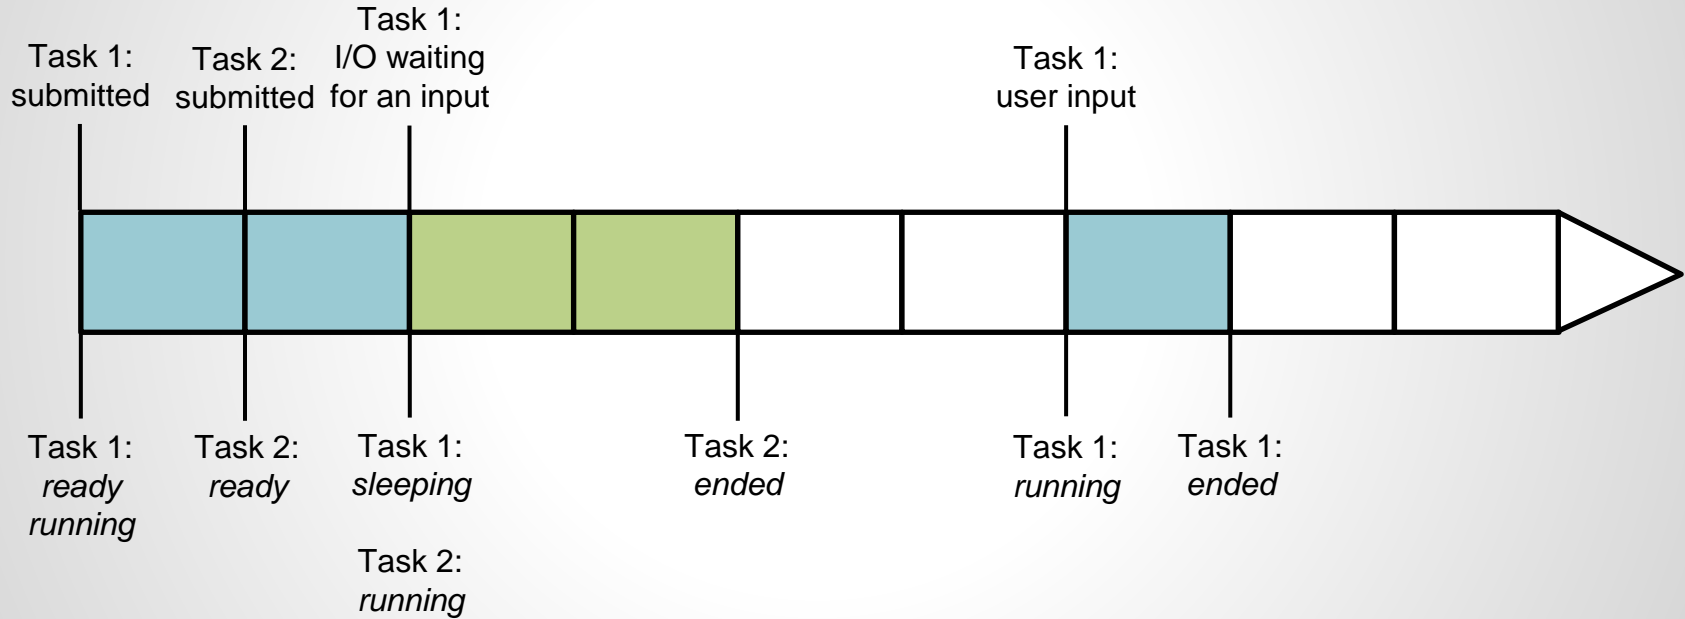 Task 1:
submitted
Task 2:
submitted
Task 1:
I/O waiting
for an input
Task 1:
user input
Task 1:
ready
running
Task 2:
ready
Task 1:
sleeping
Task 2:
running
Task 2:
ended
Task 1:
running
Task 1:
ended